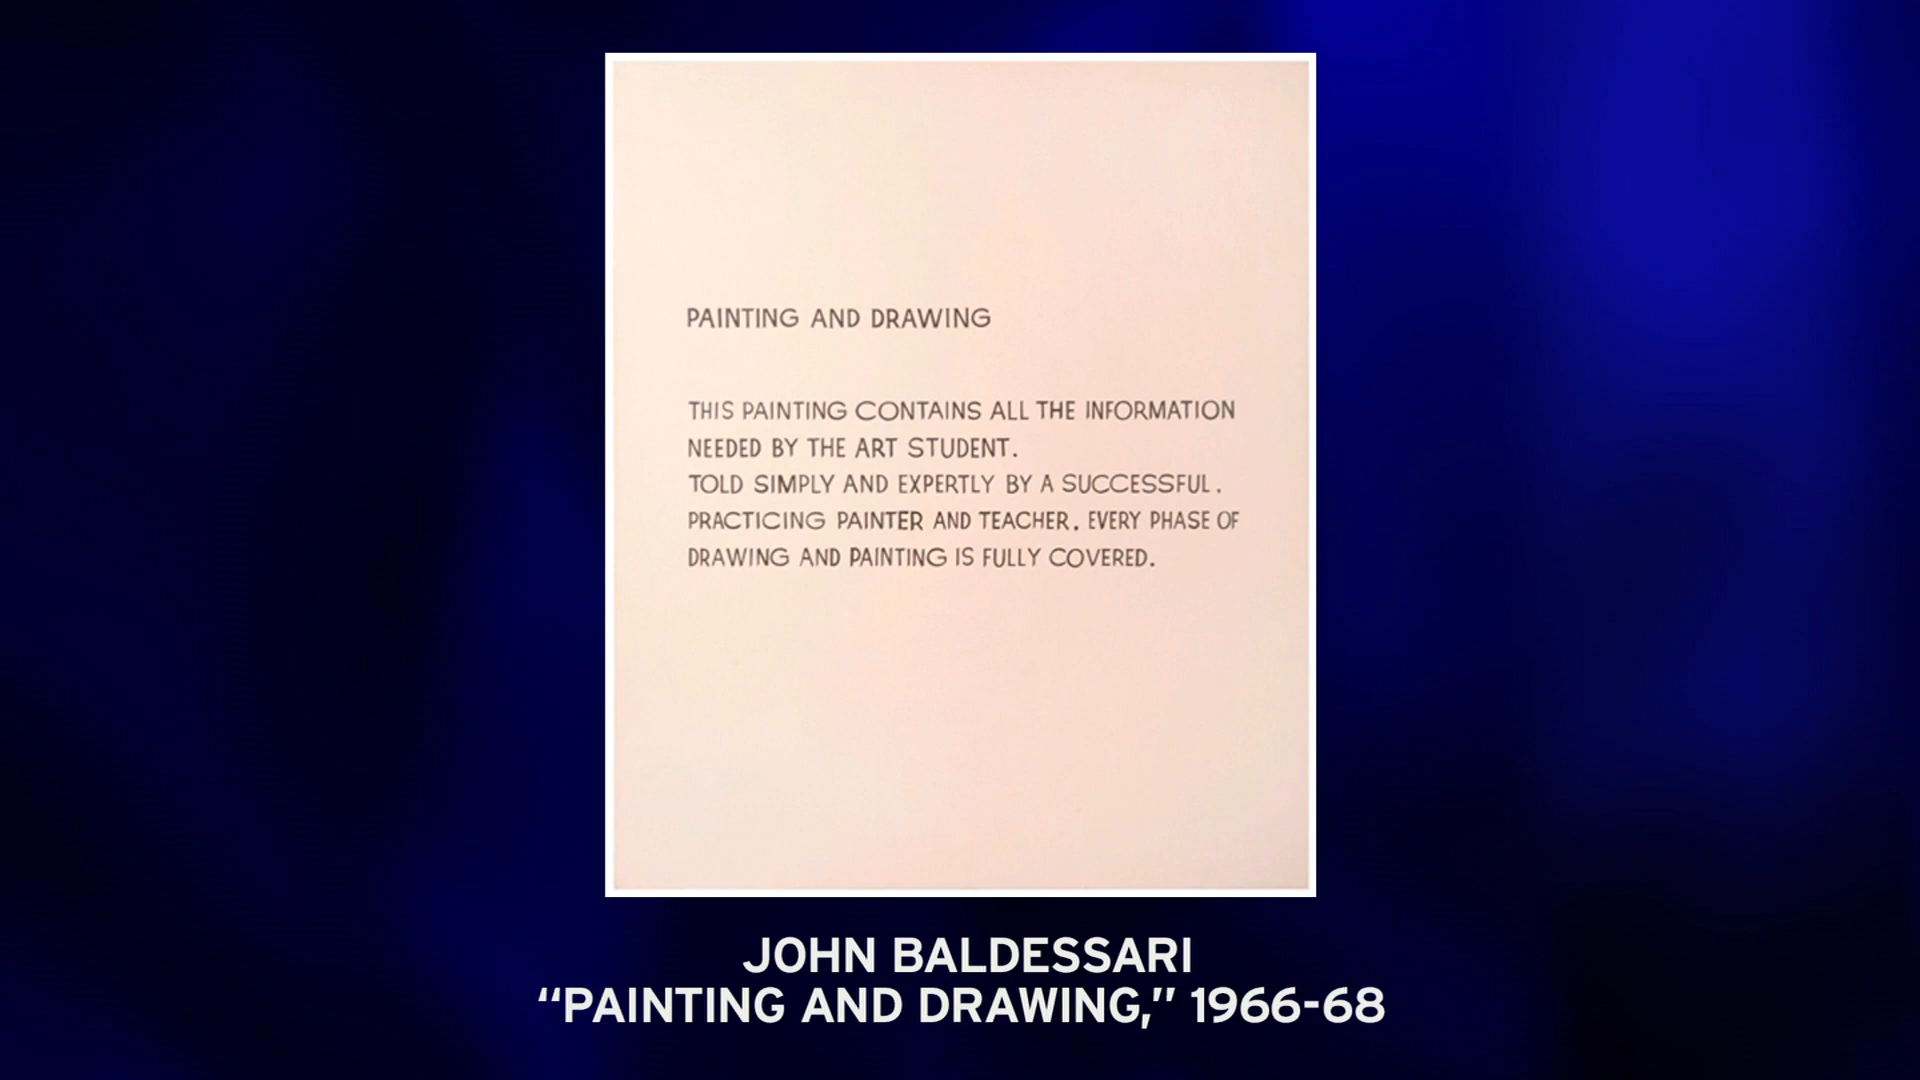 PAINTING AND DRAWING
THIS PAINTING CONTAINS ALL THE INFORMATION
NEEDED BY THE ART STUDENT.
TOLD SIMPLY AND EXPERTLY BY A SUCCESSFUL.
PRACTICING PAINTER AND TEACHER. EVERY PHASE OF
DRAWING AND PAINTING IS FULLY COVERED.
JOHN BALDESSARI
“PAINTING AND DRAWING,” 1966-68